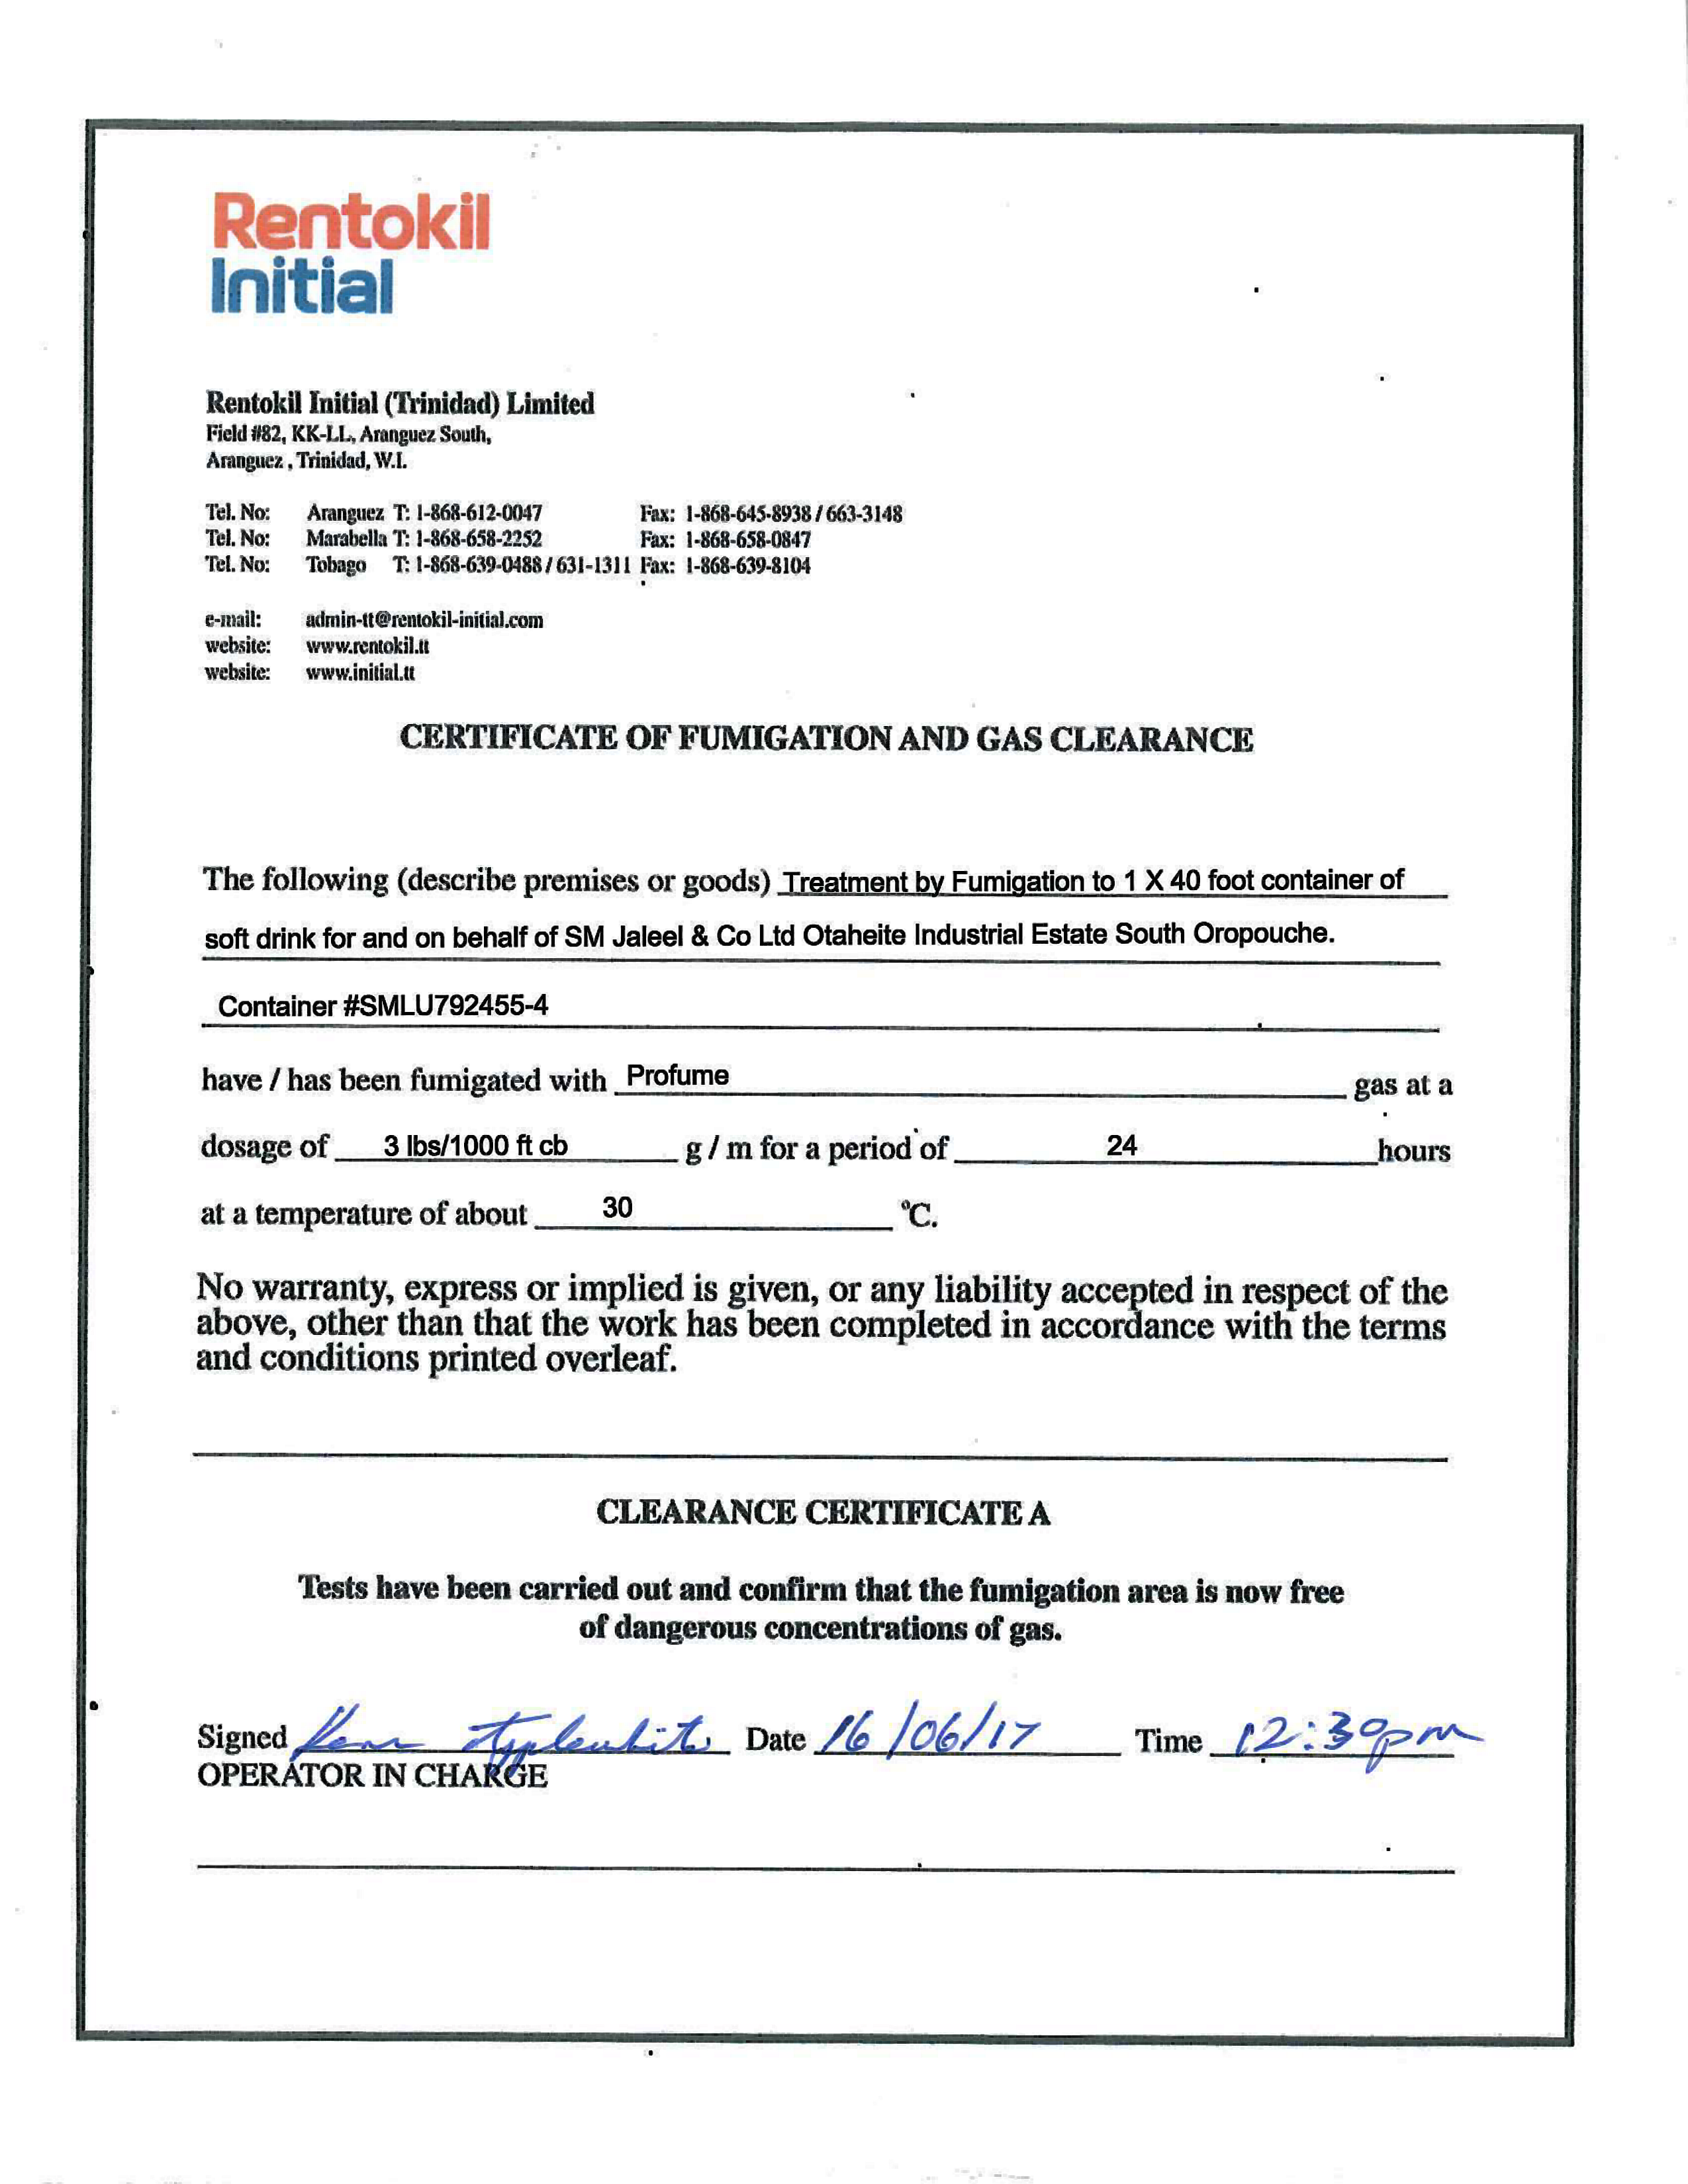 Rentokil
Initial
Rentokil Initial (Trinidad) Limited
Field #82, KK-LL, Aranguez South,
Aranguez , Trinidad, W.I.
Tel. No: Aranguez T: 1-868-612-0047 Fax: 1-868-645-8938 / 663-3148
Tel. No: Marabella T: 1-868-658-2252 Fax: 1-868-658-0847
Tel. No: Tobago T: 1-868-639-0488 / 631-1311 Fax: 1-868-639-8104
e-mail: admin-tt@rentokil-initial.com
website: www.rentokil.tt
website: www.initial.tt
CERTIFICATE OF FUMIGATION AND GAS CLEARANCE
The following (describe premises or goods) Treatment by Fumigation to 1 X 40 foot container of
soft drink for and on behalf of SM Jaleel & Co Ltd Otaheite Industrial Estate South Oropouche.
Container #SMLU792455-4
have / has been fumigated with Profume gas at a
dosage of 3 lbs/1000 ft cb g / m for a period of 24 hours
at a temperature of about 30 °C.
No warranty, express or implied is given, or any liability accepted in respect of the
above, other than that the work has been completed in accordance with the terms
and conditions printed overleaf.
CLEARANCE CERTIFICATE A
Tests have been carried out and confirm that the fumigation area is now free
of dangerous concentrations of gas.
Signed Date 16/06/17 Time 12:30pm
OPERATOR IN CHARGE